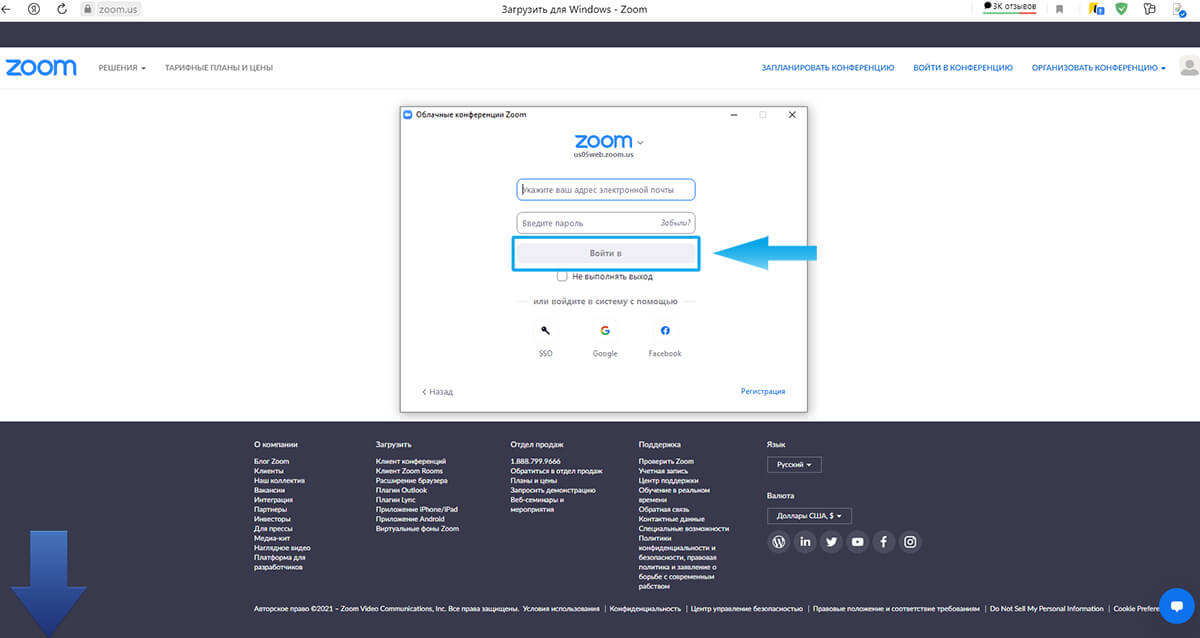 zoom.us
Загрузить для Windows - Zoom
3К отзывов
zoom
РЕШЕНИЯ
ТАРИФНЫЕ ПЛАНЫ И ЦЕНЫ
ЗАПЛАНИРОВАТЬ КОНФЕРЕНЦИЮ
ВОЙТИ В КОНФЕРЕНЦИЮ
ОРГАНИЗОВАТЬ КОНФЕРЕНЦИЮ
Облачные конференции Zoom
zoom
us05web.zoom.us
Укажите ваш адрес электронной почты
Введите пароль
Забыли?
Войти в
Не выполнять выход
или войдите в систему с помощью
SSO
Google
Facebook
Назад
Регистрация
О компании
Блог Zoom
Клиенты
Наш коллектив
Вакансии
Интеграция
Партнеры
Инвесторы
Для прессы
Медиа-кит
Наглядное видео
Платформа для
разработчиков
Загрузить
Клиент конференций
Клиент Zoom Rooms
Расширение браузера
Плагин Outlook
Плагин Lync
Приложение iPhone/iPad
Приложение Android
Виртуальные фоны Zoom
Отдел продаж
1.888.799.9666
Обратиться в отдел продаж
Планы и цены
Запросить демонстрацию
Веб-семинары и
мероприятия
Поддержка
Проверить Zoom
Учетная запись
Центр поддержки
Обучение в реальном
времени
Обратная связь
Контактные данные
Специальные возможности
Политики
конфиденциальности и
безопасности, правовая
политика и заявление о
борьбе с современным
рабством
Язык
Русский
Валюта
Доллары США, $
Авторское право ©2021 – Zoom Video Communications, Inc. Все права защищены. Условия использования | Конфиденциальность | Центр управление безопасностью | Правовые положения и соответствие требованиям | Do Not Sell My Personal Information | Cookie Prefere